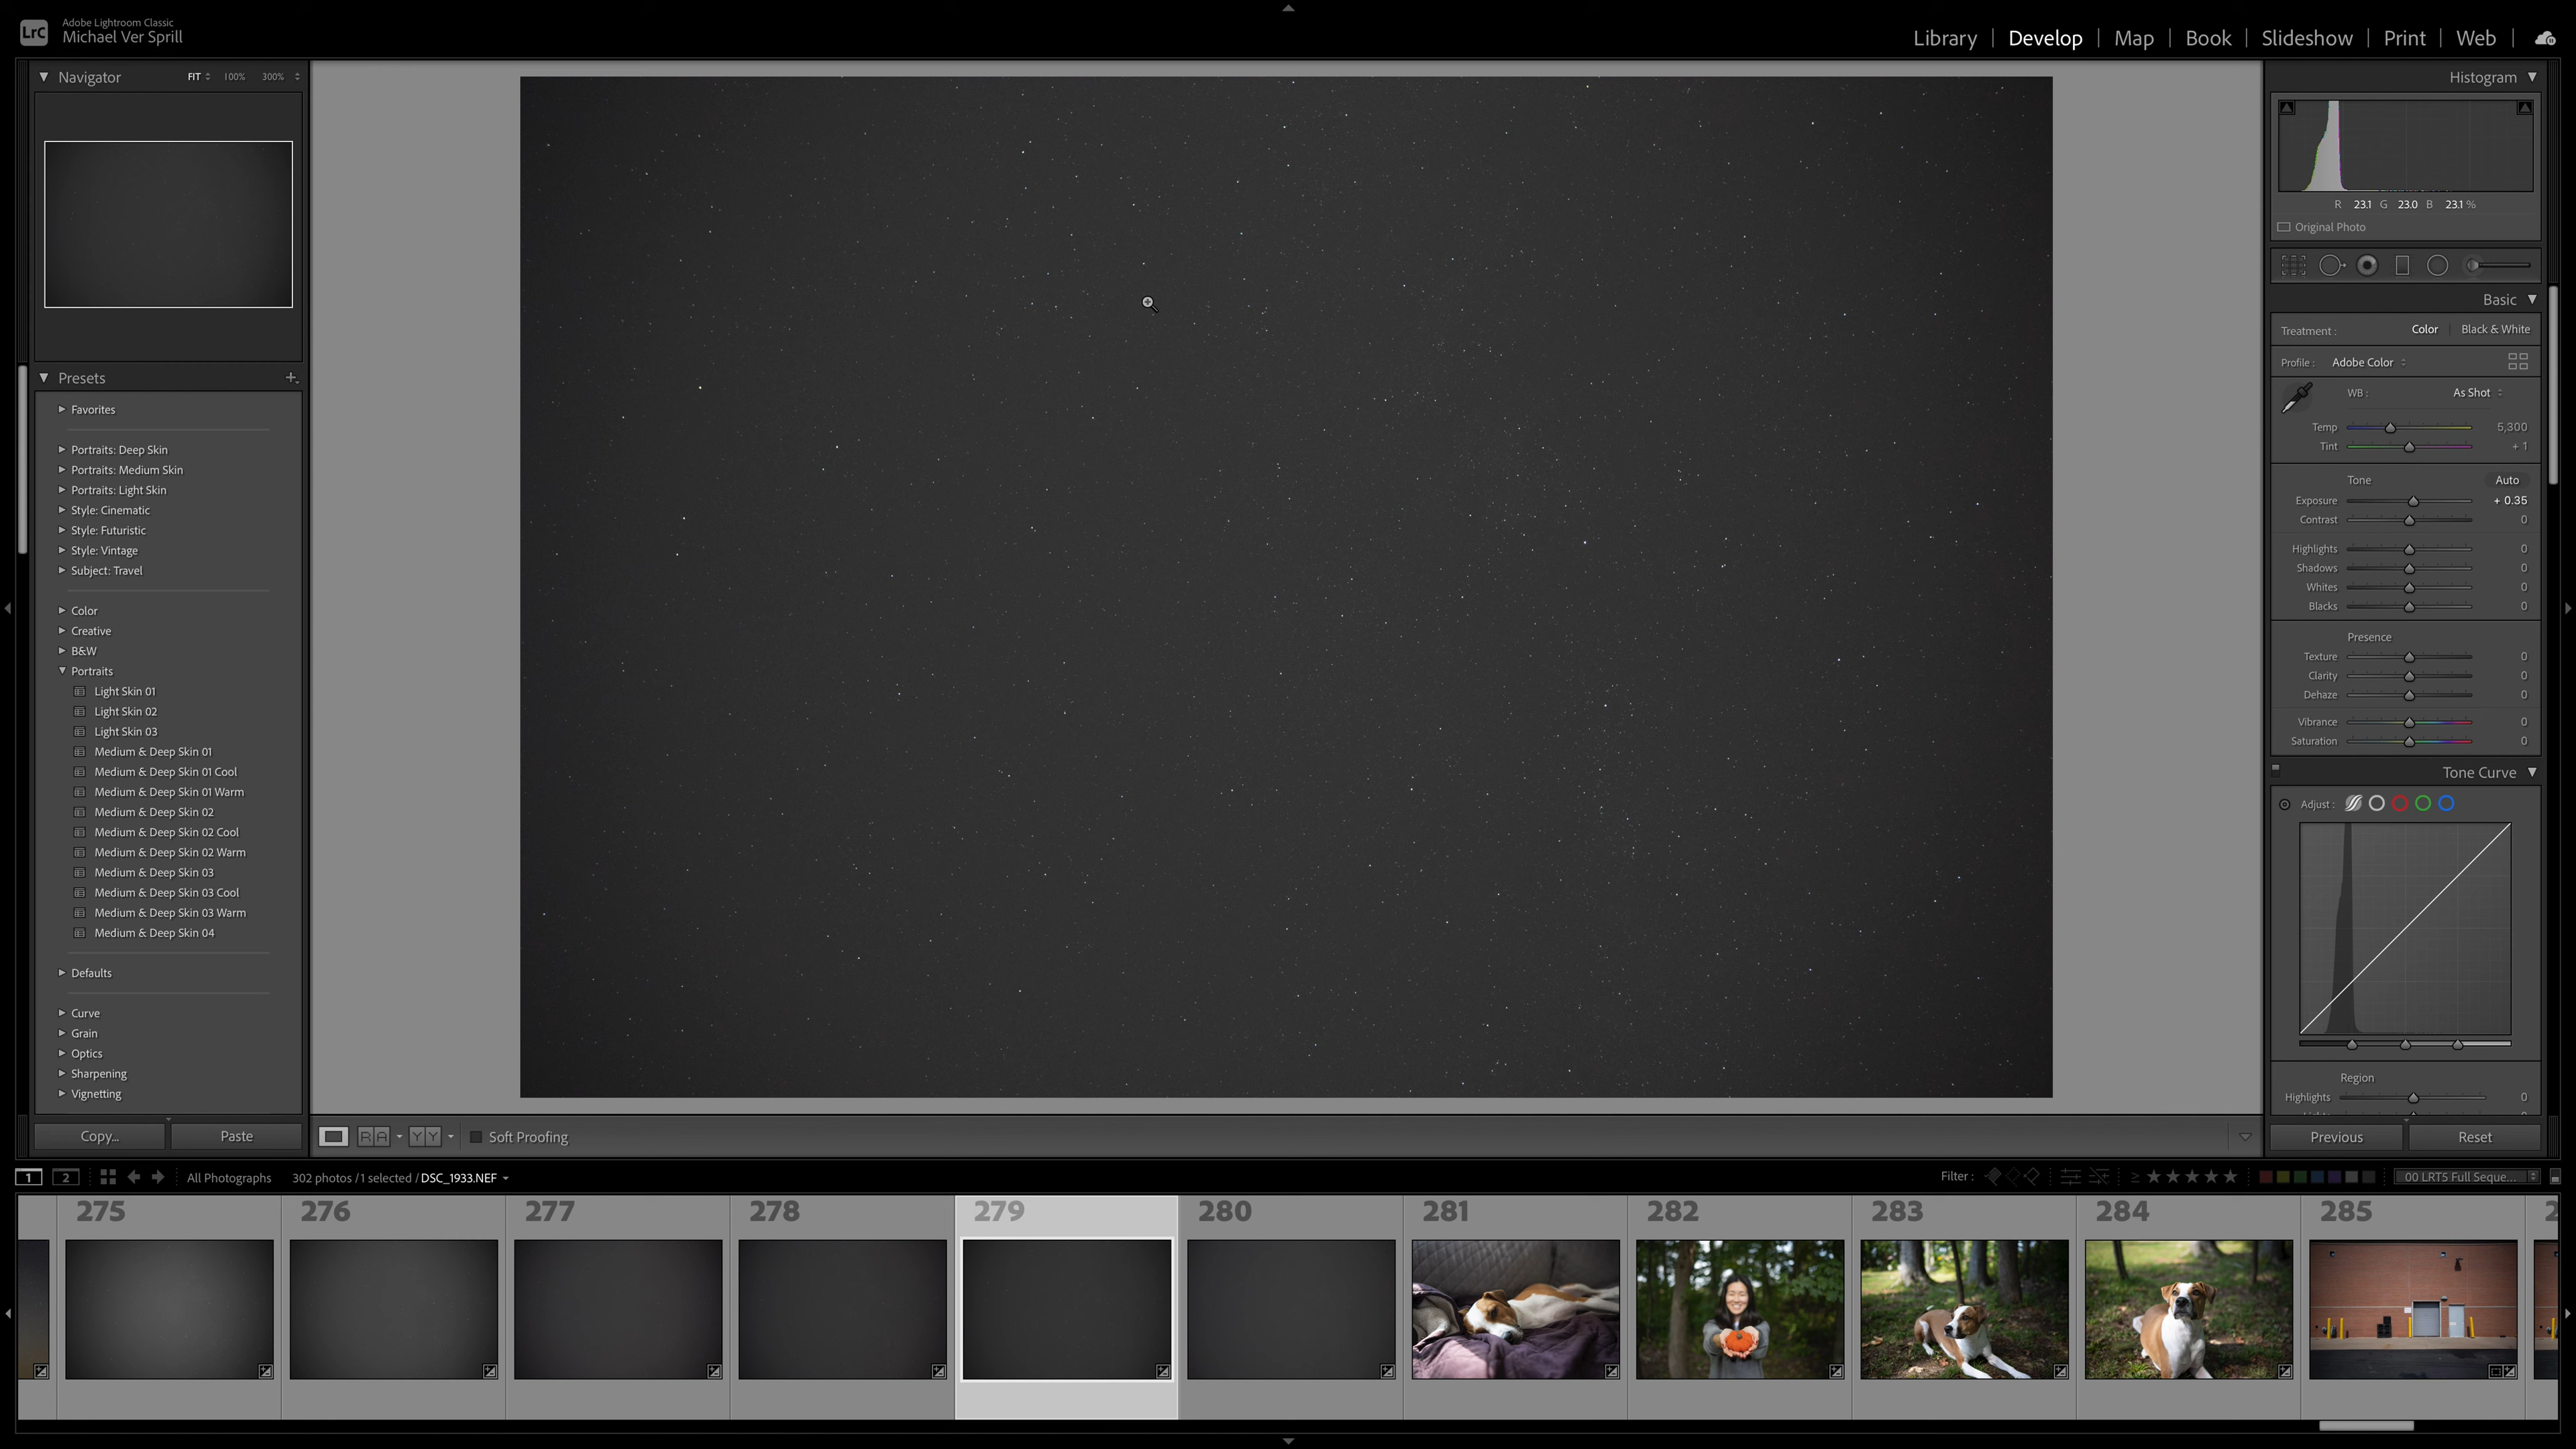 LrC
Adobe Lightroom Classic
Michael Ver Sprill
Library | Develop | Map | Book | Slideshow | Print | Web
Navigator FIT 100% 300%
Presets
Favorites
Portraits: Deep Skin
Portraits: Medium Skin
Portraits: Light Skin
Style: Cinematic
Style: Futuristic
Style: Vintage
Subject: Travel
Color
Creative
B&W
Portraits
Light Skin 01
Light Skin 02
Light Skin 03
Medium & Deep Skin 01
Medium & Deep Skin 01 Cool
Medium & Deep Skin 01 Warm
Medium & Deep Skin 02
Medium & Deep Skin 02 Cool
Medium & Deep Skin 02 Warm
Medium & Deep Skin 03
Medium & Deep Skin 03 Cool
Medium & Deep Skin 03 Warm
Medium & Deep Skin 04
Defaults
Curve
Grain
Optics
Sharpening
Vignetting
Copy... Paste
R A Y Y Soft Proofing
Histogram
R 23.1 G 23.0 B 23.1 %
Original Photo
Basic
Treatment : Color | Black & White
Profile : Adobe Color
WB : As Shot
Temp 5,300
Tint + 1
Tone Auto
Exposure + 0.35
Contrast 0
Highlights 0
Shadows 0
Whites 0
Blacks 0
Presence
Texture 0
Clarity 0
Dehaze 0
Vibrance 0
Saturation 0
Tone Curve
Adjust :
Region
Highlights 0
Previous Reset
1 2 All Photographs 302 photos /1 selected / DSC_1933.NEF Filter : ≥ ★★★★★ 00 LRT5 Full Seque...
275 276 277 278 279 280 281 282 283 284 285